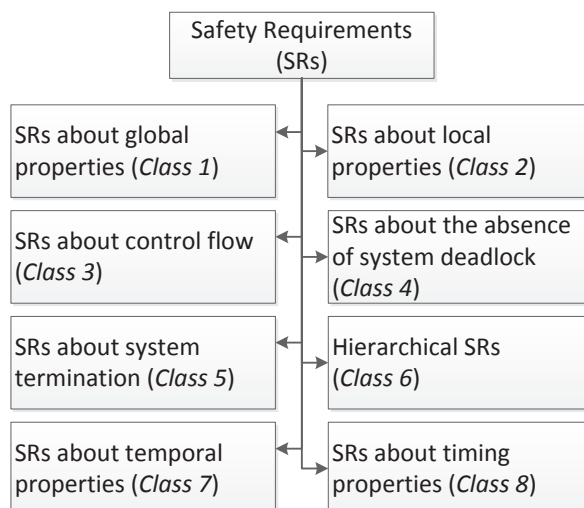 Safety Requirements
(SRs)
SRs about global
properties (Class 1)
SRs about local
properties (Class 2)
SRs about control flow
(Class 3)
SRs about the absence
of system deadlock
(Class 4)
SRs about system
termination (Class 5)
Hierarchical SRs
(Class 6)
SRs about temporal
properties (Class 7)
SRs about timing
properties (Class 8)